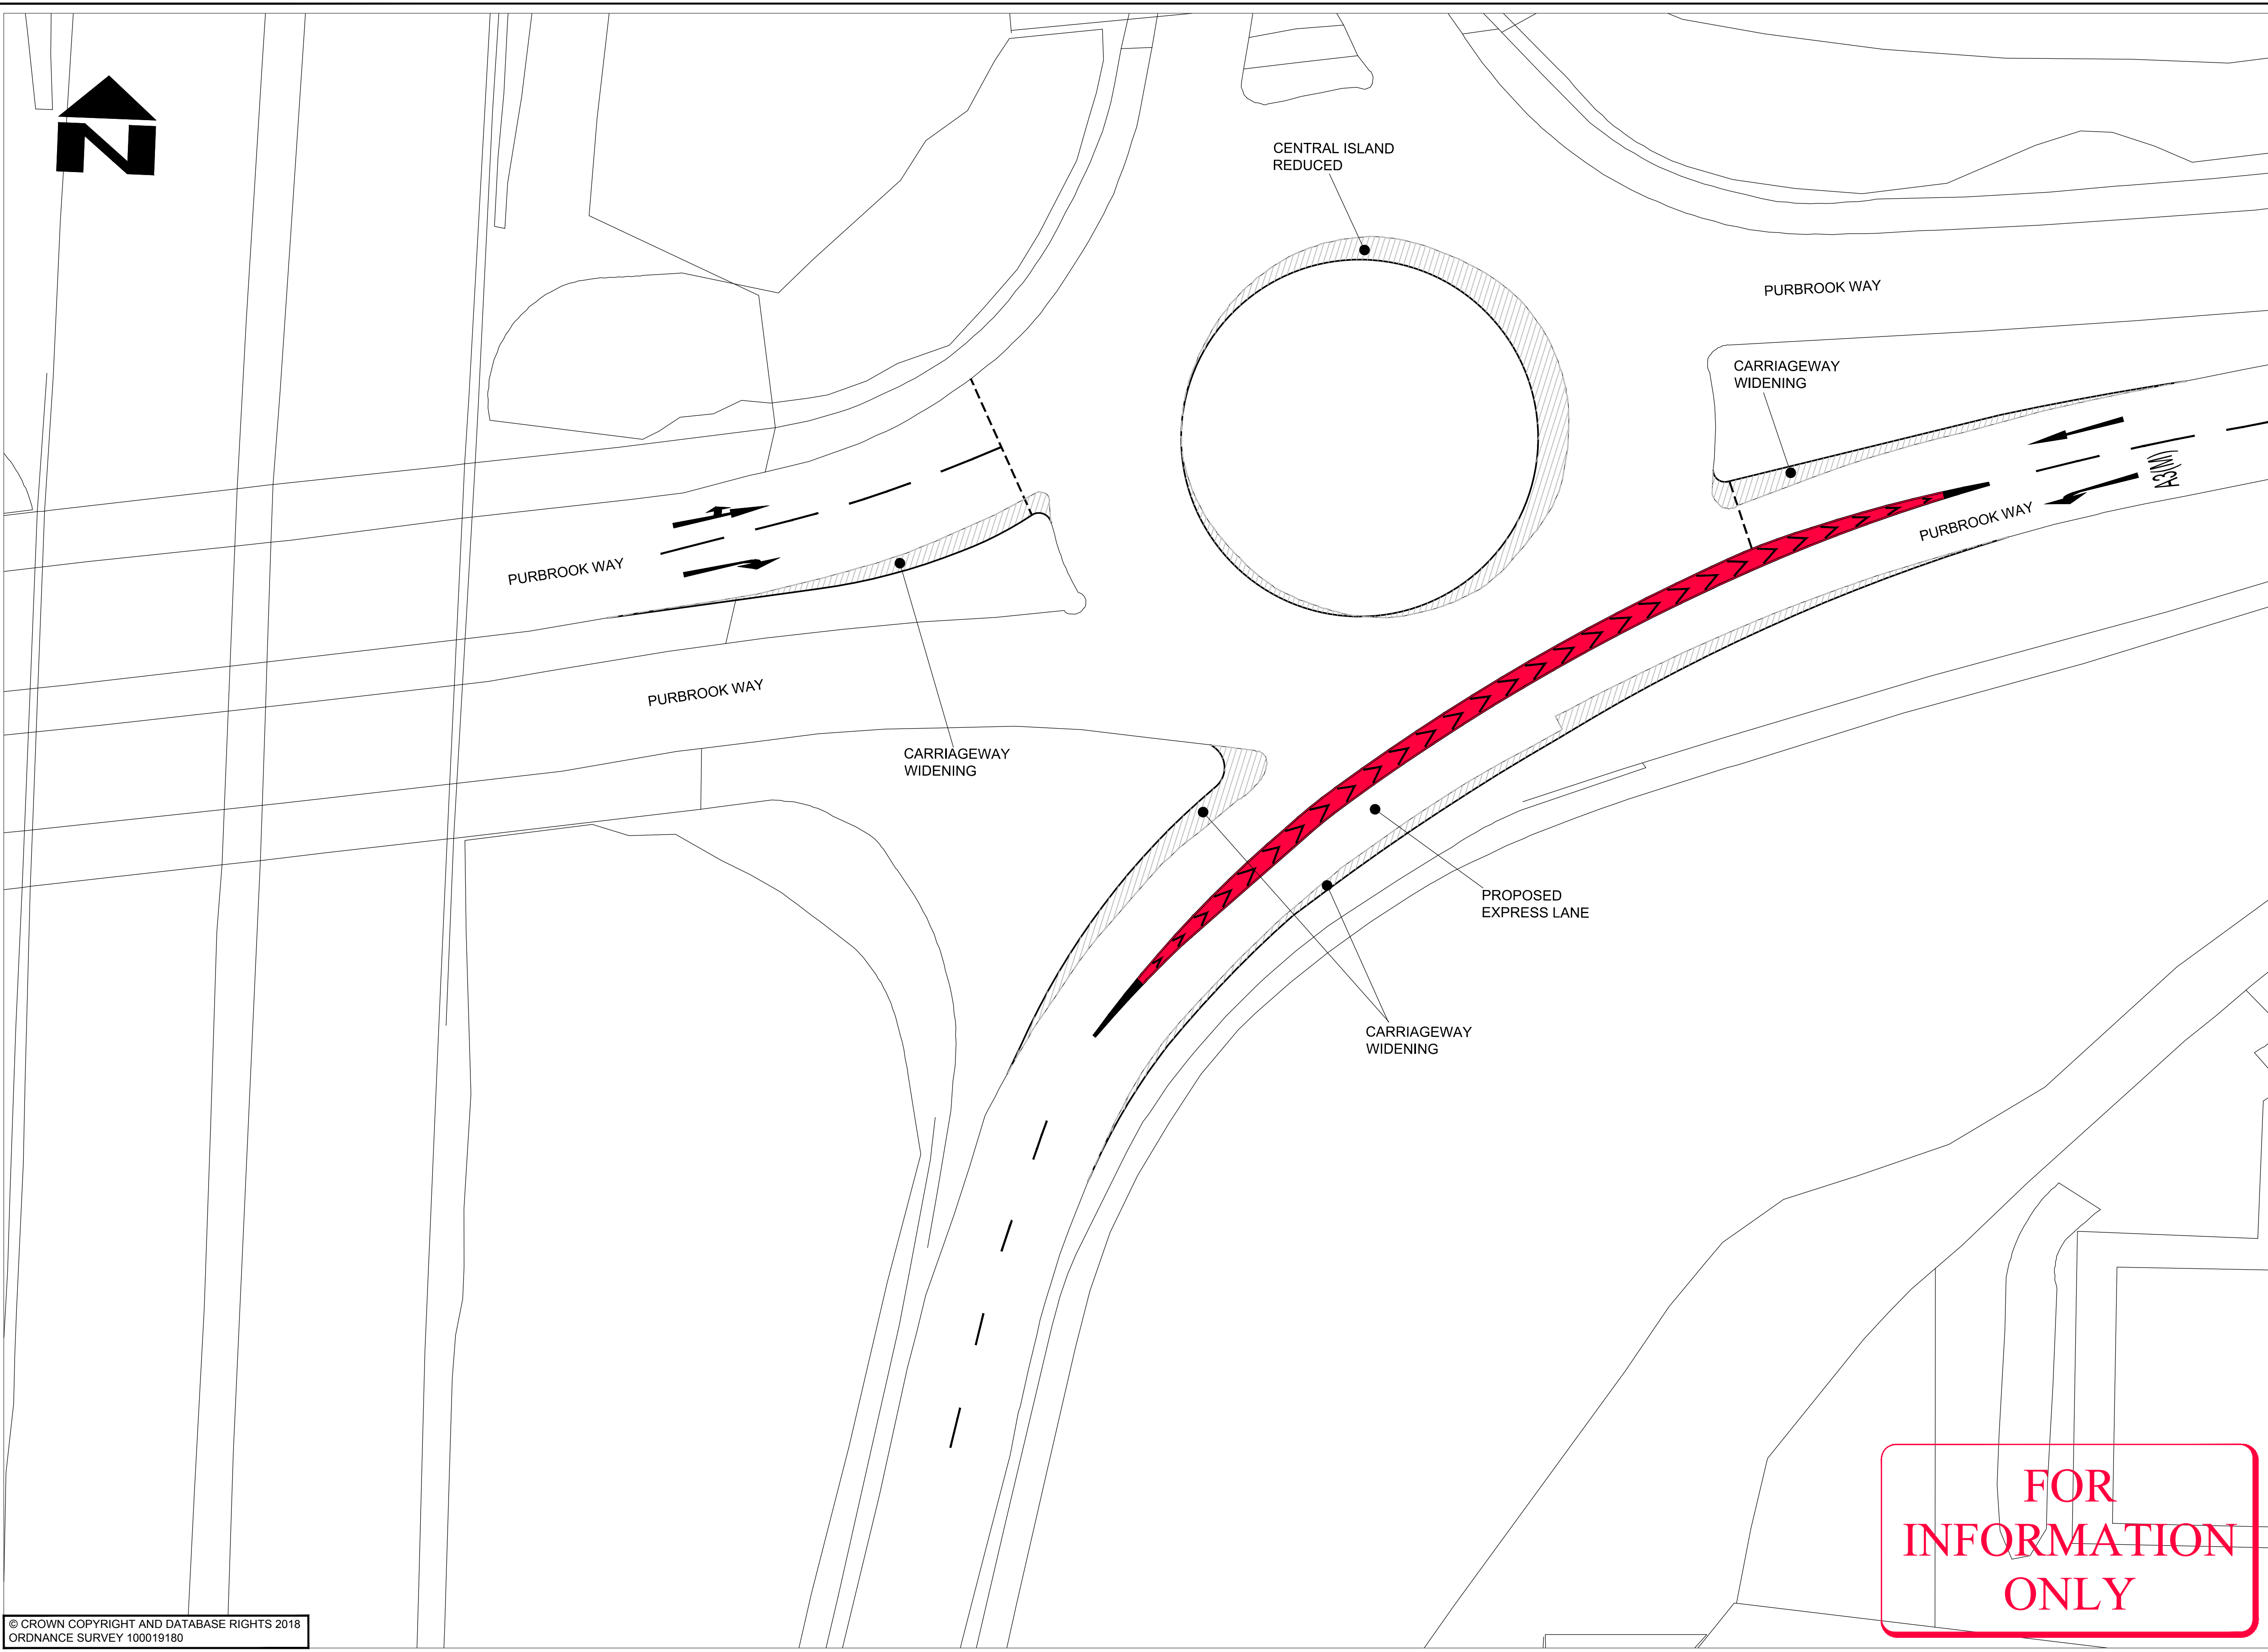 N
CENTRAL ISLAND
REDUCED
PURBROOK WAY
CARRIAGEWAY
WIDENING
A3(M)
PURBROOK WAY
PURBROOK WAY
PURBROOK WAY
CARRIAGEWAY
WIDENING
PROPOSED
EXPRESS LANE
CARRIAGEWAY
WIDENING
FOR
INFORMATION
ONLY
© CROWN COPYRIGHT AND DATABASE RIGHTS 2018
ORDNANCE SURVEY 100019180